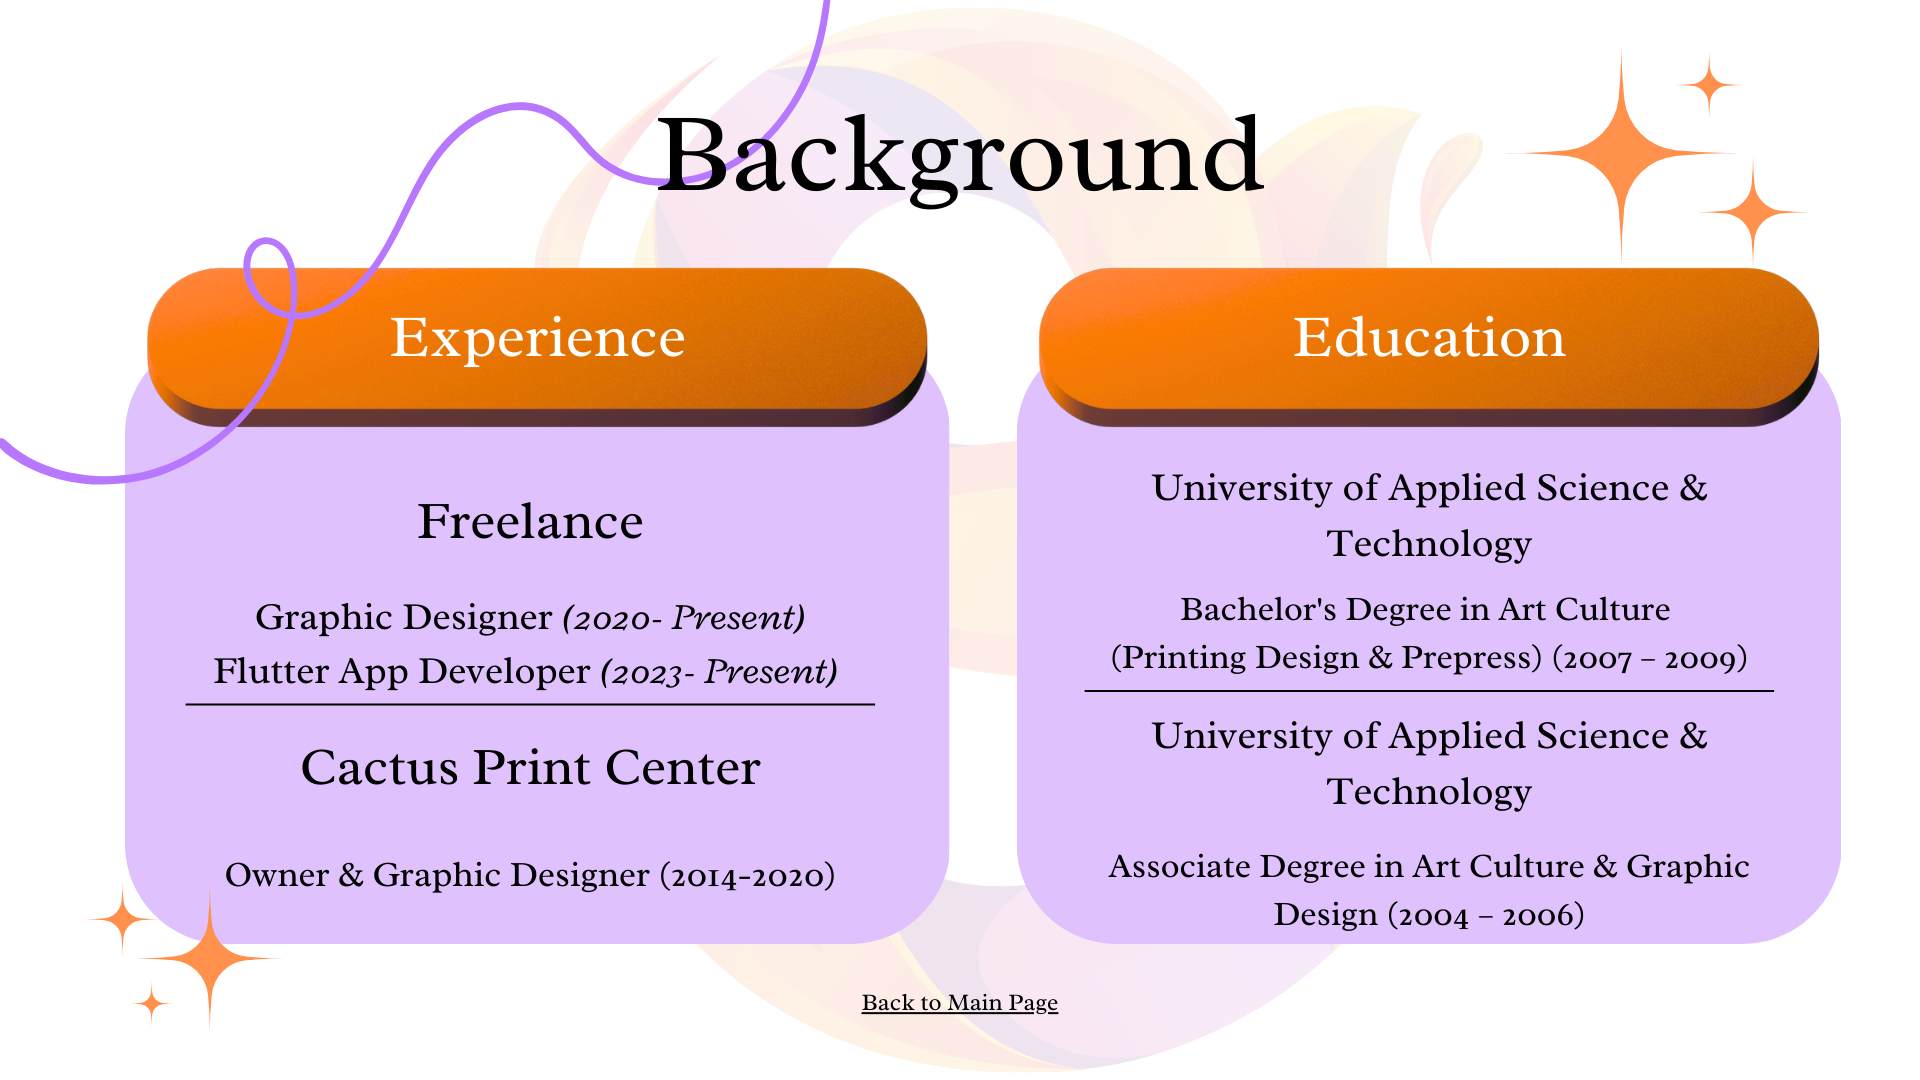 Background
Experience
Freelance
Graphic Designer (2020- Present)
Flutter App Developer (2023- Present)
Cactus Print Center
Owner & Graphic Designer (2014-2020)
Education
University of Applied Science &
Technology
Bachelor's Degree in Art Culture
(Printing Design & Prepress) (2007 – 2009)
University of Applied Science &
Technology
Associate Degree in Art Culture & Graphic
Design (2004 – 2006)
Back to Main Page